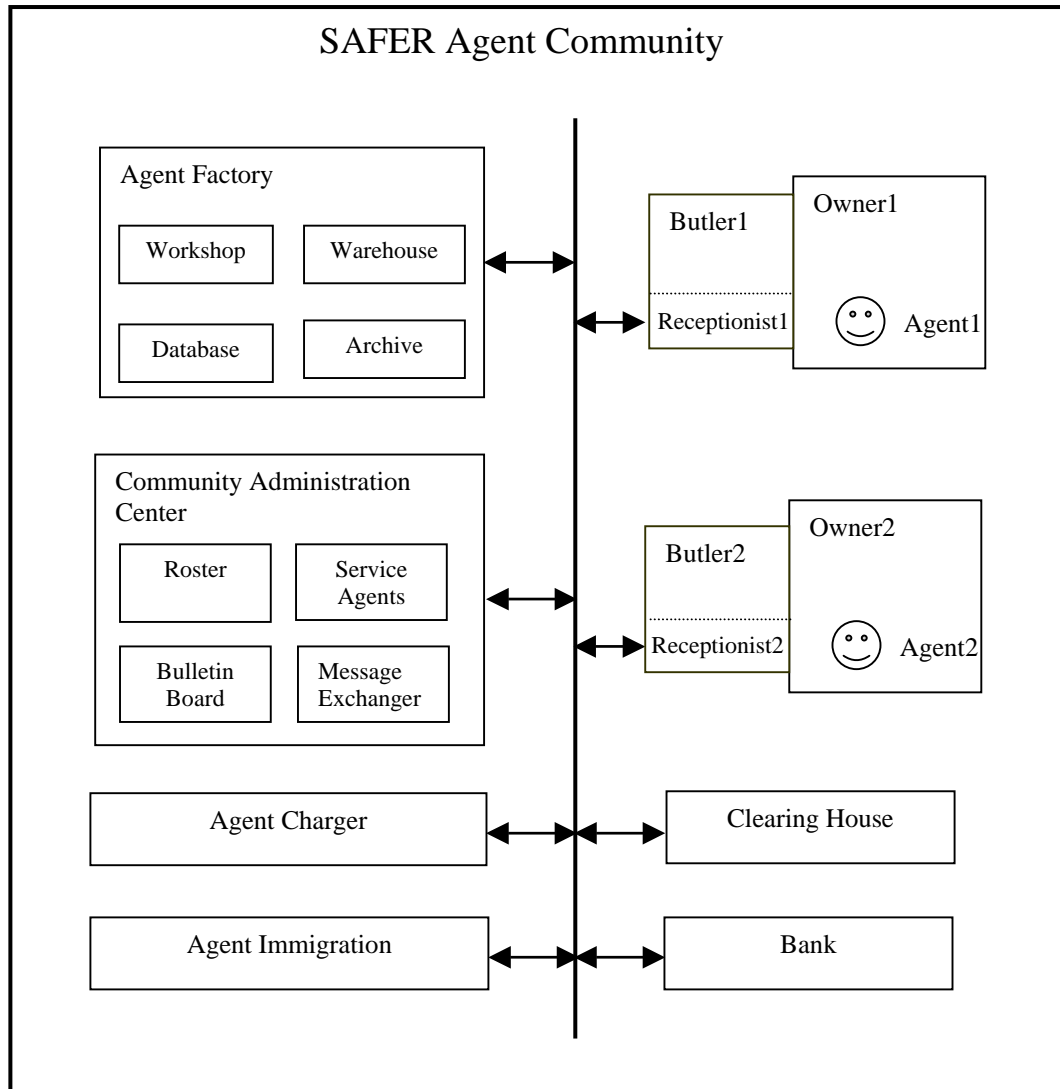 SAFER Agent Community
Agent Factory
Workshop
Warehouse
Database
Archive
Butler1
Owner1
Receptionist1
Agent1
Community Administration
Center
Roster
Service
Agents
Bulletin
Board
Message
Exchanger
Butler2
Owner2
Receptionist2
Agent2
Agent Charger
Clearing House
Agent Immigration
Bank